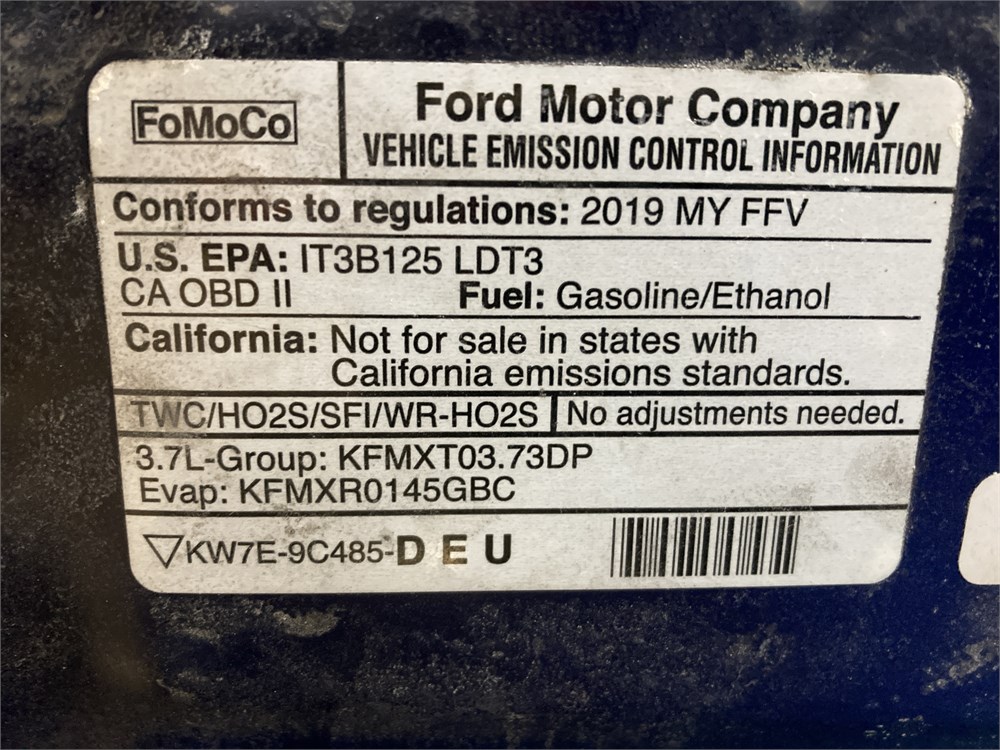 FoMoCo
Ford Motor Company
VEHICLE EMISSION CONTROL INFORMATION
Conforms to regulations: 2019 MY FFV
U.S. EPA: IT3B125 LDT3
CA OBD II Fuel: Gasoline/Ethanol
California: Not for sale in states with
California emissions standards.
TWC/HO2S/SFI/WR-HO2S No adjustments needed.
3.7L-Group: KFMXT03.73DP
Evap: KFMXR0145GBC
KW7E-9C485-D E U